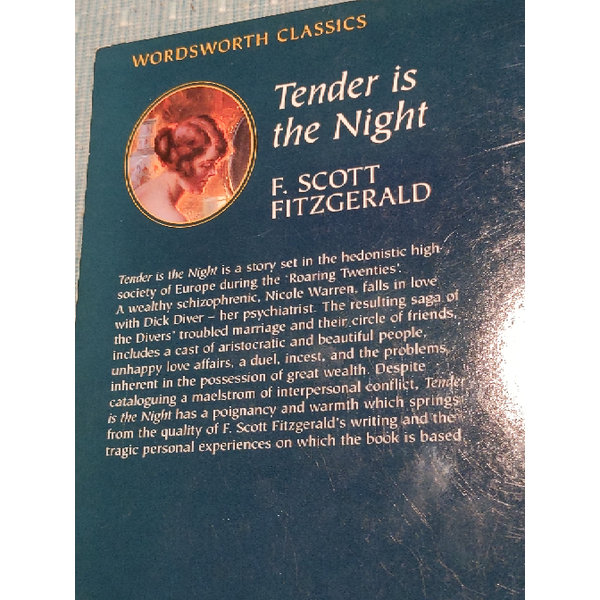 WORDSWORTH CLASSICS
Tender is
the Night
F. SCOTT
FITZGERALD
Tender is the Night is a story set in the hedonistic high-
society of Europe during the 'Roaring Twenties'.
A wealthy schizophrenic, Nicole Warren, falls in love
with Dick Diver – her psychiatrist. The resulting saga of
the Divers' troubled marriage and their circle of friends,
includes a cast of aristocratic and beautiful people,
unhappy love affairs, a duel, incest, and the problems
inherent in the possession of great wealth. Despite
cataloguing a maelstrom of interpersonal conflict, Tender
is the Night has a poignancy and warmth which springs
from the quality of F. Scott Fitzgerald's writing and the
tragic personal experiences on which the book is based